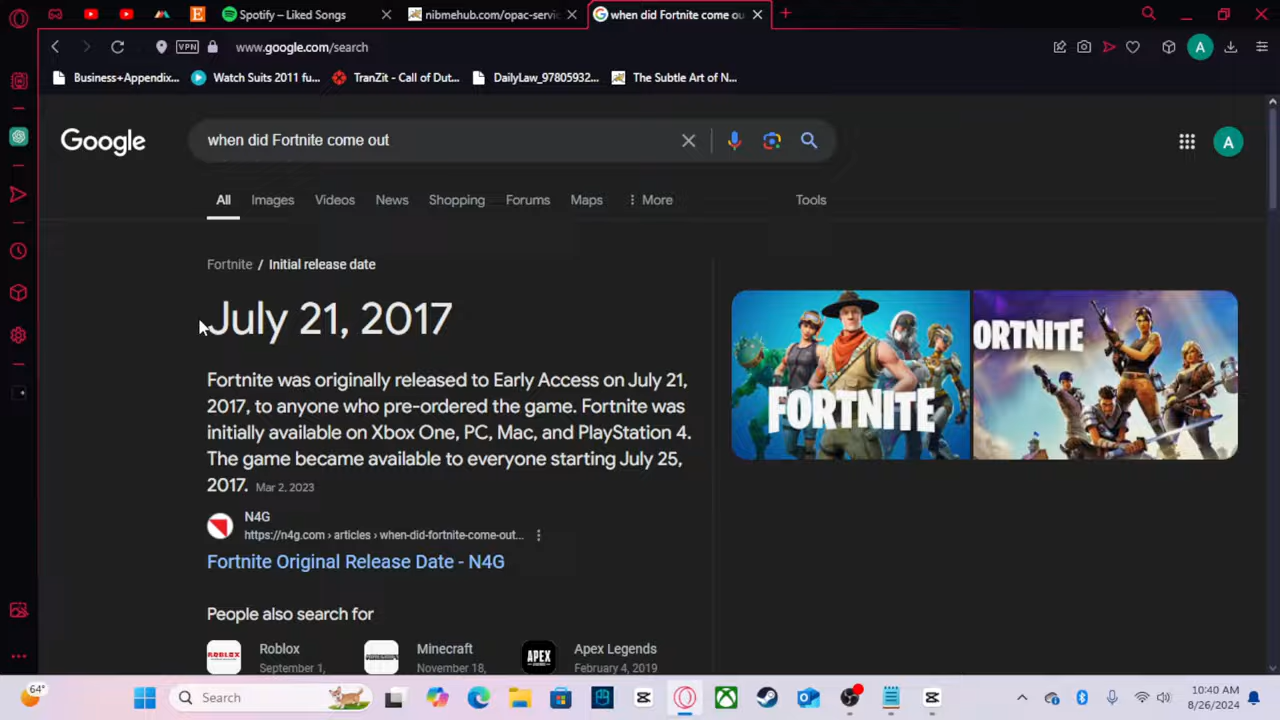 Spotify – Liked Songs
nibmehub.com/opac-servic
when did Fortnite come ou
VPN
www.google.com/search
A
Business+Appendix...
Watch Suits 2011 fu...
TranZit - Call of Dut...
DailyLaw_97805932...
The Subtle Art of N...
Google
when did Fortnite come out
A
All
Images
Videos
News
Shopping
Forums
Maps
More
Tools
Fortnite / Initial release date
July 21, 2017
Fortnite was originally released to Early Access on July 21,
2017, to anyone who pre-ordered the game. Fortnite was
initially available on Xbox One, PC, Mac, and PlayStation 4.
The game became available to everyone starting July 25,
2017. Mar 2, 2023
FORTNITE
ORTNITE
N4G
https://n4g.com › articles › when-did-fortnite-come-out...
Fortnite Original Release Date - N4G
People also search for
ROBLOX
Roblox
September 1,
Minecraft
November 18,
APEX
Apex Legends
February 4, 2019
64°
Search
10:40 AM
8/26/2024